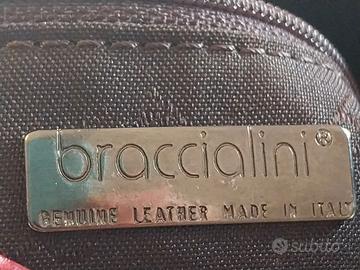 braccialini®
GENUINE LEATHER MADE IN ITALY
subito